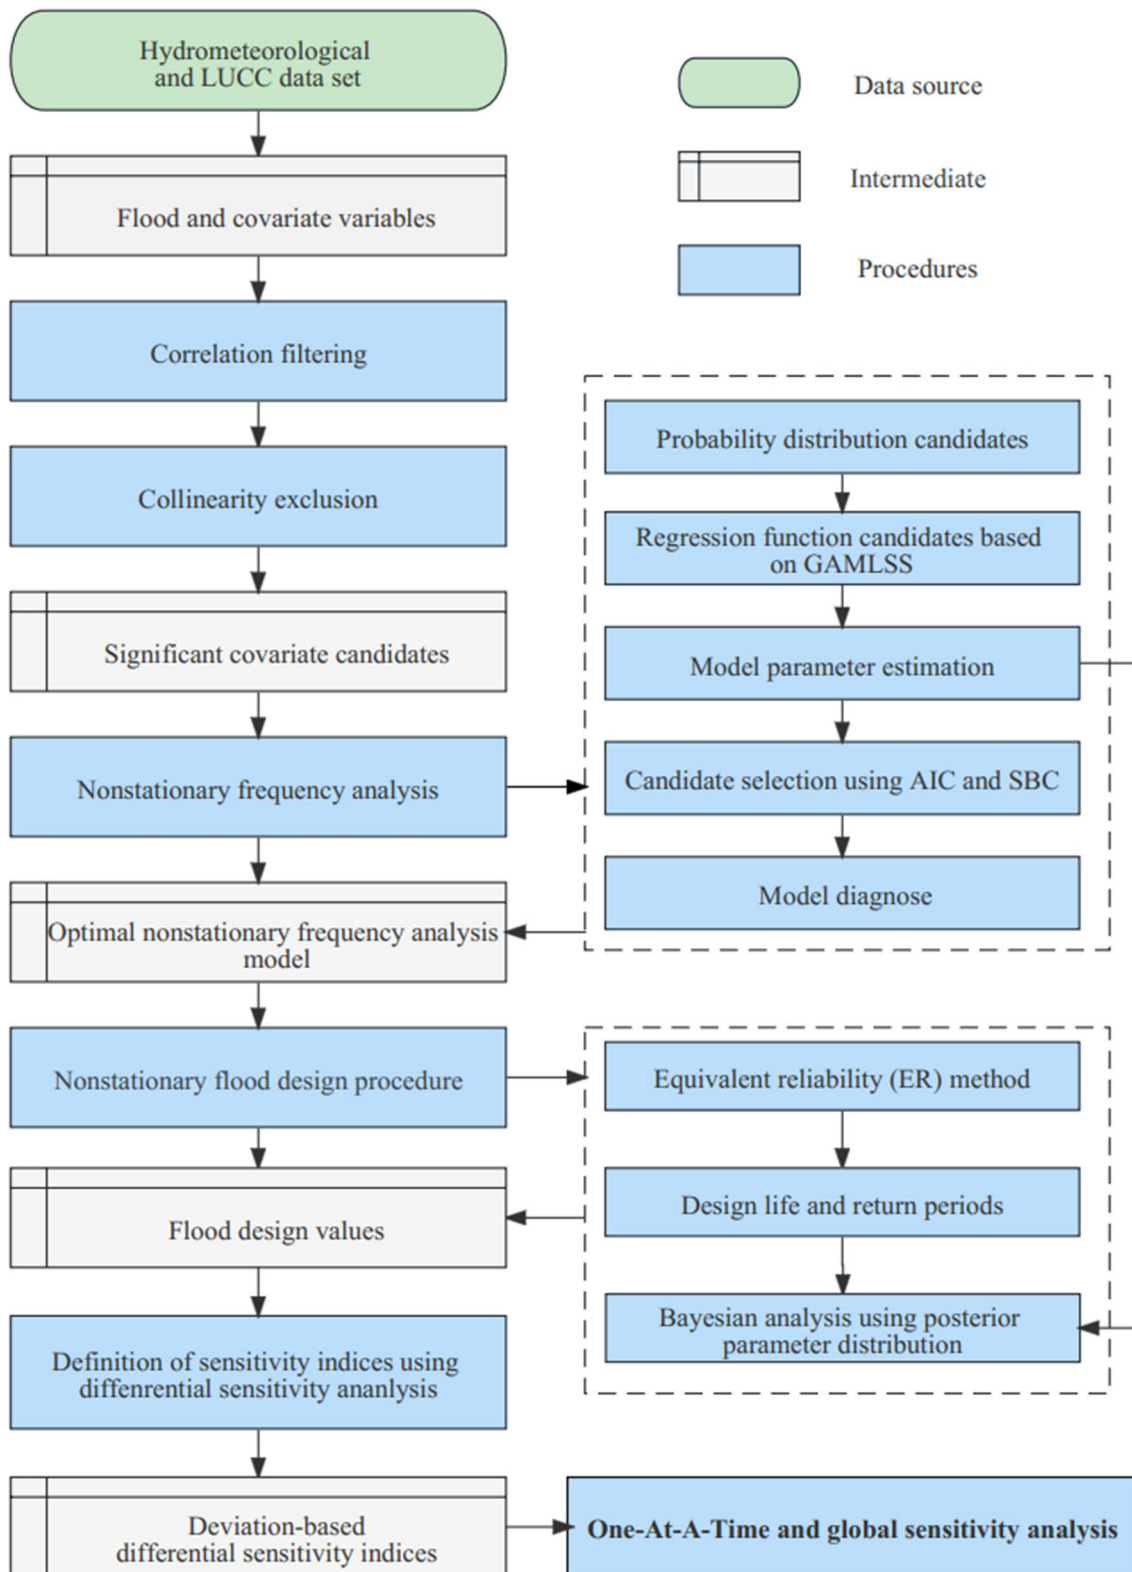 Hydrometeorological
and LUCC data set
Flood and covariate variables
Correlation filtering
Collinearity exclusion
Significant covariate candidates
Nonstationary frequency analysis
Optimal nonstationary frequency analysis
model
Nonstationary flood design procedure
Flood design values
Definition of sensitivity indices using
diffenrential sensitivity ananlysis
Deviation-based
differential sensitivity indices
Data source
Intermediate
Procedures
Probability distribution candidates
Regression function candidates based
on GAMLSS
Model parameter estimation
Candidate selection using AIC and SBC
Model diagnose
Equivalent reliability (ER) method
Design life and return periods
Bayesian analysis using posterior
parameter distribution
One-At-A-Time and global sensitivity analysis